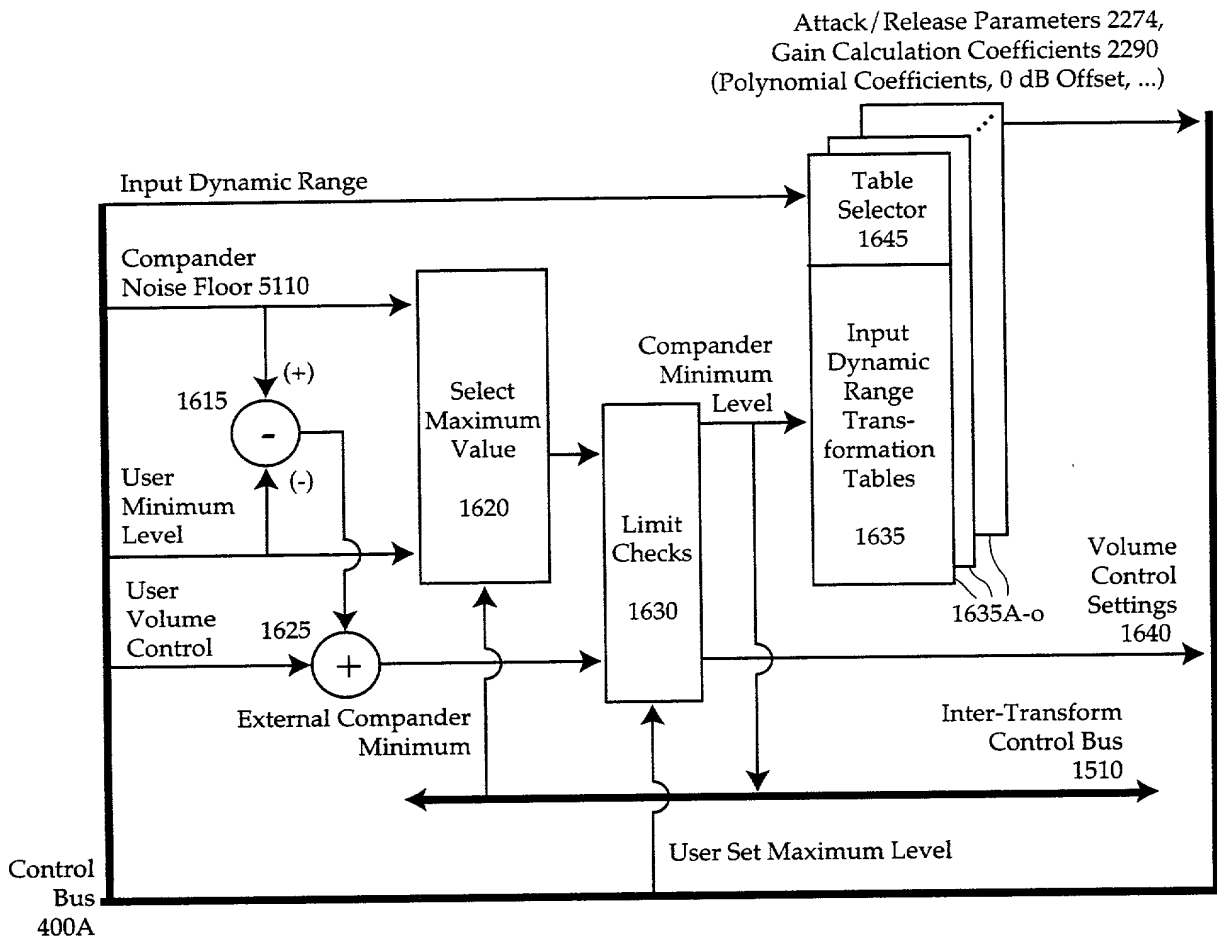 Attack/Release Parameters 2274,
Gain Calculation Coefficients 2290
(Polynomial Coefficients, 0 dB Offset, ...)
Input Dynamic Range
Table
Selector
1645
Compander
Noise Floor 5110
(+)
1615
-
(-)
Select
Maximum
Value
1620
Compander
Minimum
Level
Input
Dynamic
Range
Trans-
formation
Tables
1635
User
Minimum
Level
Limit
Checks
1630
1635A-o
Volume
Control
Settings
1640
User
Volume
Control
1625
+
External Compander
Minimum
Inter-Transform
Control Bus
1510
User Set Maximum Level
Control
Bus
400A